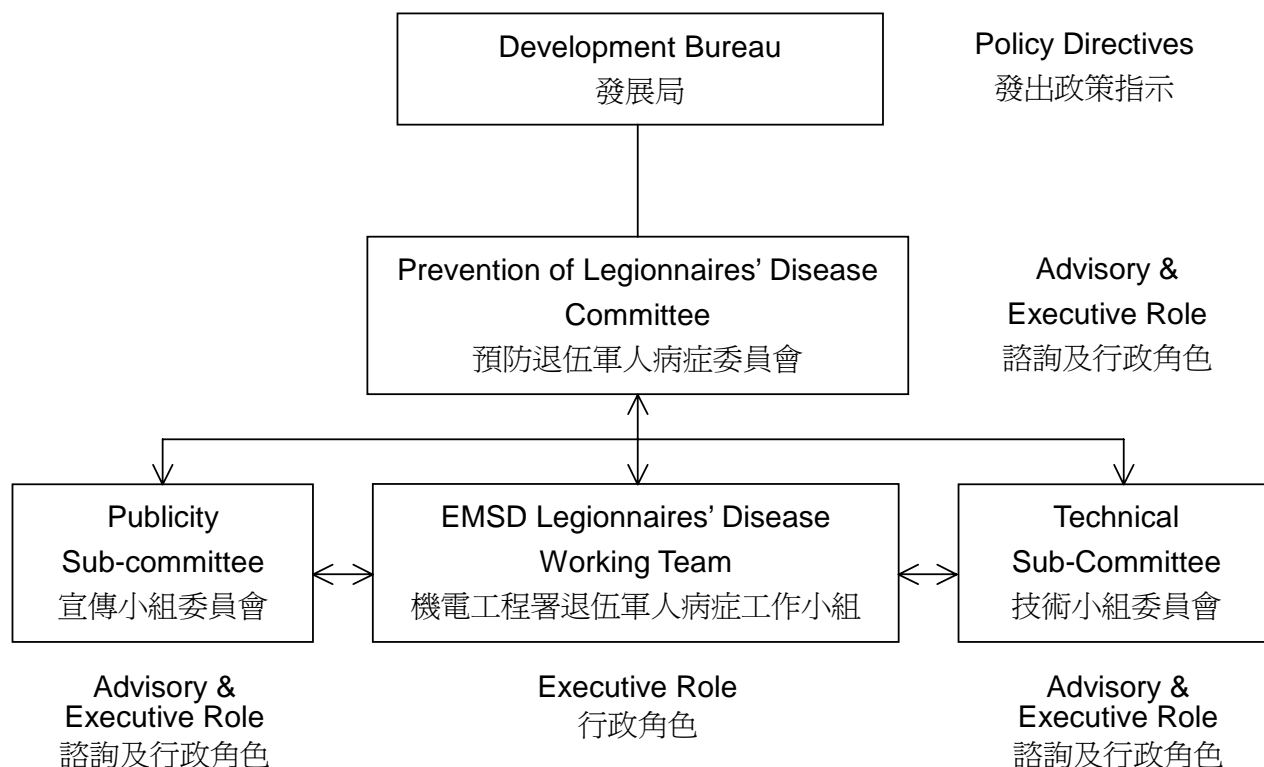 Development Bureau
發展局
Policy Directives
發出政策指示
Prevention of Legionnaires’ Disease
Committee
預防退伍軍人病症委員會
Advisory &
Executive Role
諮詢及行政角色
Publicity
Sub-committee
宣傳小組委員會
EMSD Legionnaires’ Disease
Working Team
機電工程署退伍軍人病症工作小組
Technical
Sub-Committee
技術小組委員會
Advisory &
Executive Role
諮詢及行政角色
Executive Role
行政角色
Advisory &
Executive Role
諮詢及行政角色